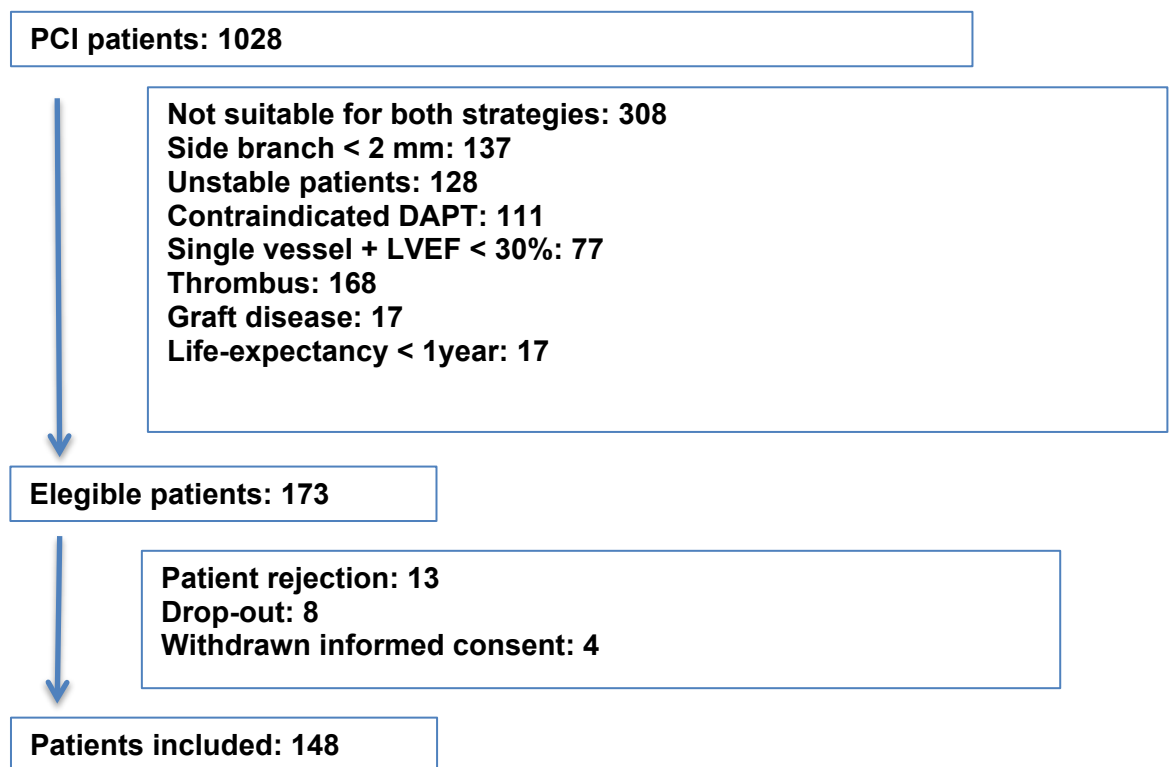 PCI patients: 1028
Not suitable for both strategies: 308
Side branch < 2 mm: 137
Unstable patients: 128
Contraindicated DAPT: 111
Single vessel + LVEF < 30%: 77
Thrombus: 168
Graft disease: 17
Life-expectancy < 1year: 17
Elegible patients: 173
Patient rejection: 13
Drop-out: 8
Withdrawn informed consent: 4
Patients included: 148